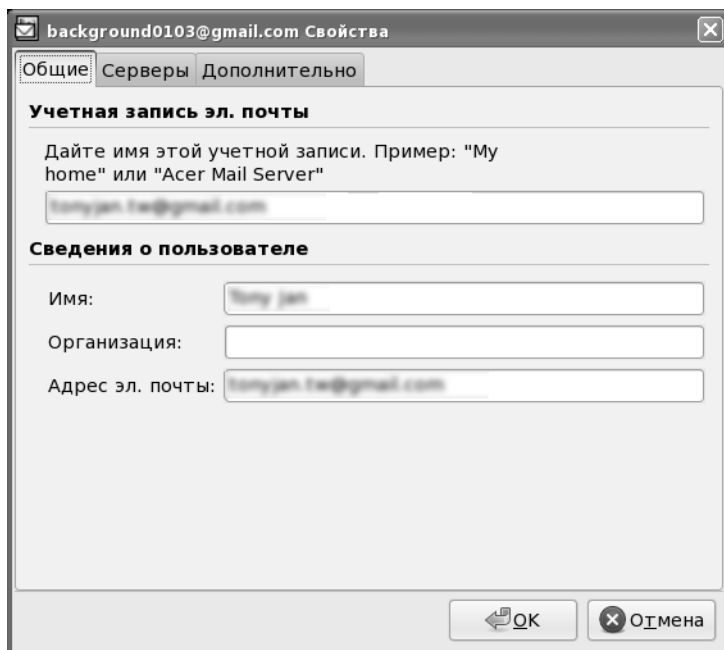 background0103@gmail.com Свойства
Общие Серверы Дополнительно
Учетная запись эл. почты
Дайте имя этой учетной записи. Пример: "My
home" или "Acer Mail Server"
Сведения о пользователе
Имя:
Организация:
Адрес эл. почты:
OK Отмена